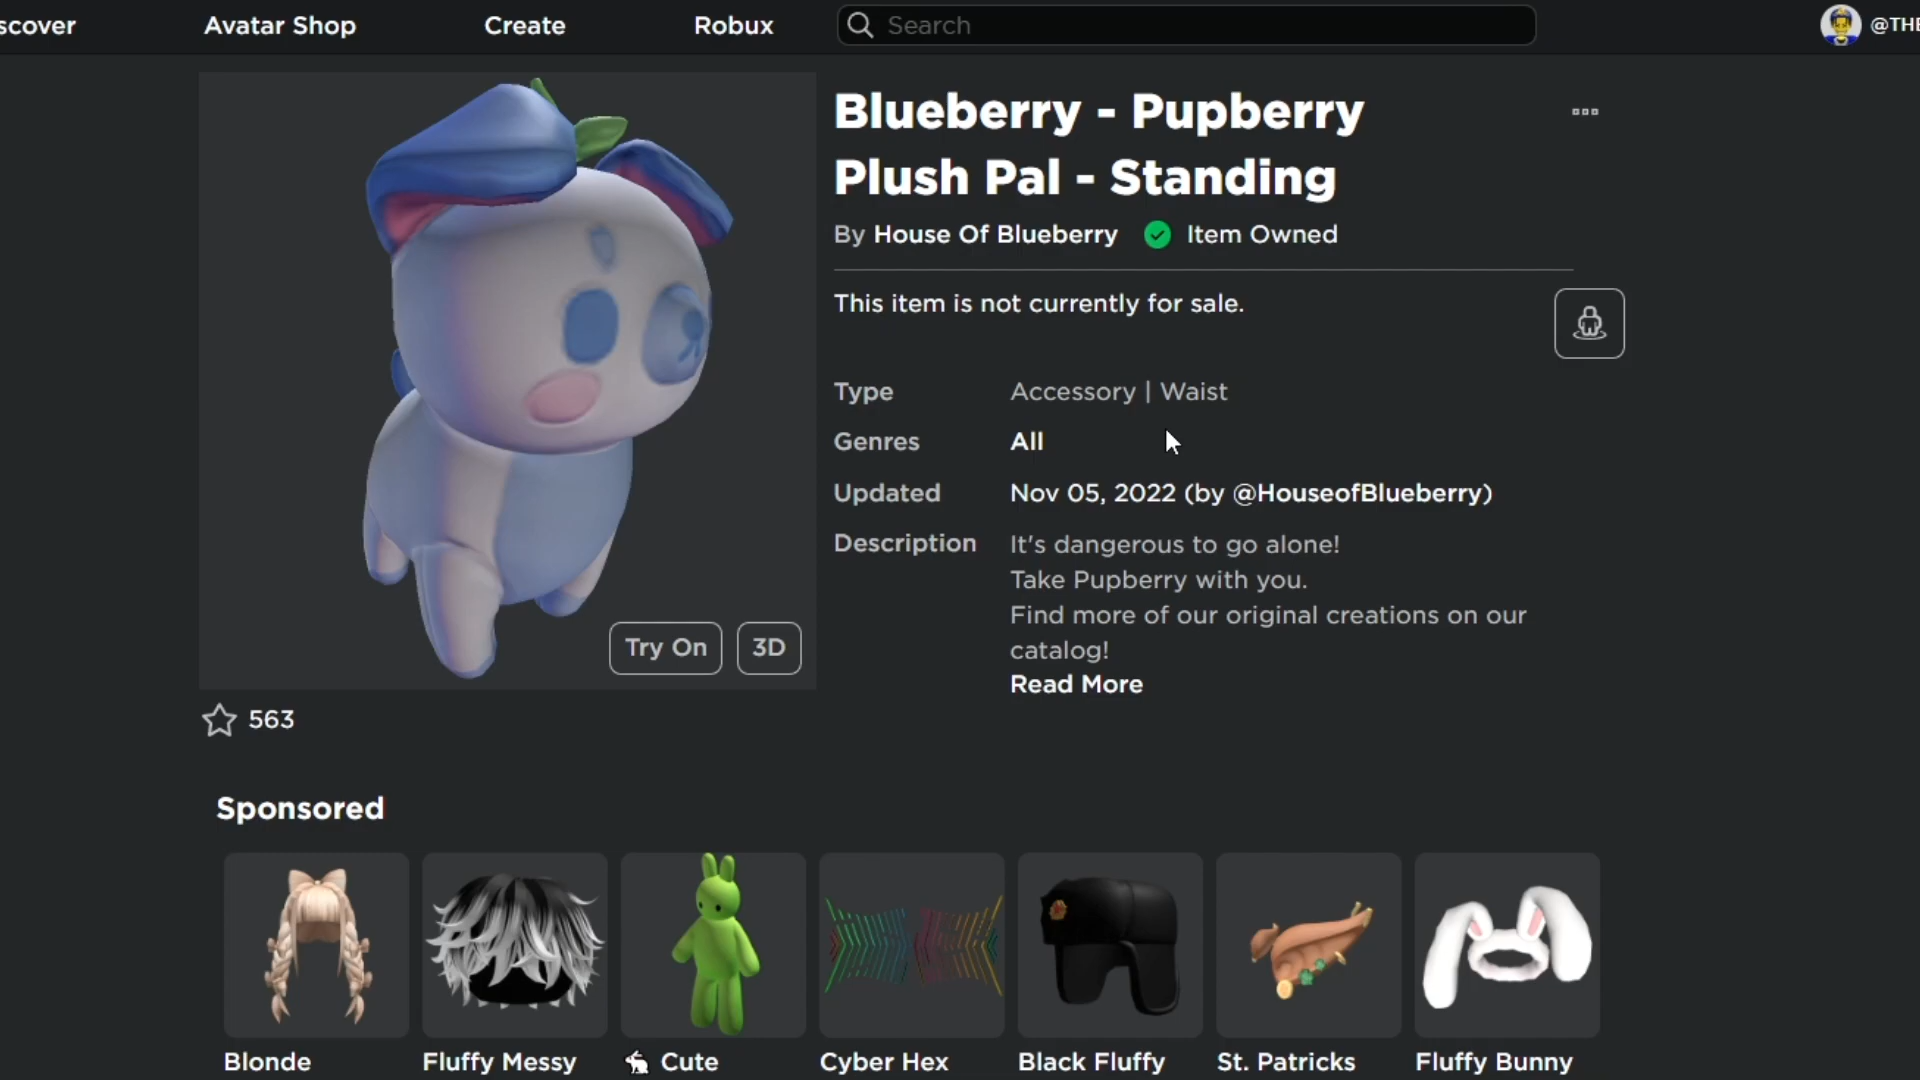 scover Avatar Shop Create Robux Search @THE
Blueberry - Pupberry
Plush Pal - Standing
By House Of Blueberry Item Owned
This item is not currently for sale.
Type Accessory | Waist
Genres All
Updated Nov 05, 2022 (by @HouseofBlueberry)
Description It's dangerous to go alone!
Take Pupberry with you.
Find more of our original creations on our
catalog!
Read More
Try On 3D
563
Sponsored
Blonde Fluffy Messy Cute Cyber Hex Black Fluffy St. Patricks Fluffy Bunny